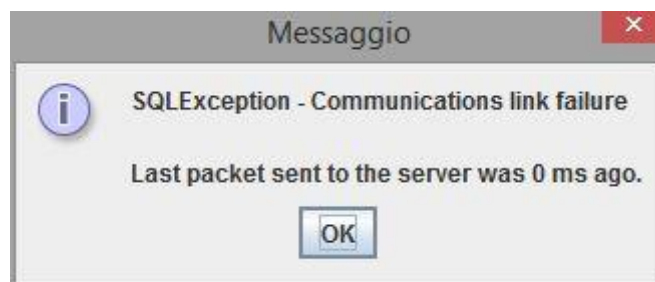 Messaggio
SQLException - Communications link failure
Last packet sent to the server was 0 ms ago.
OK